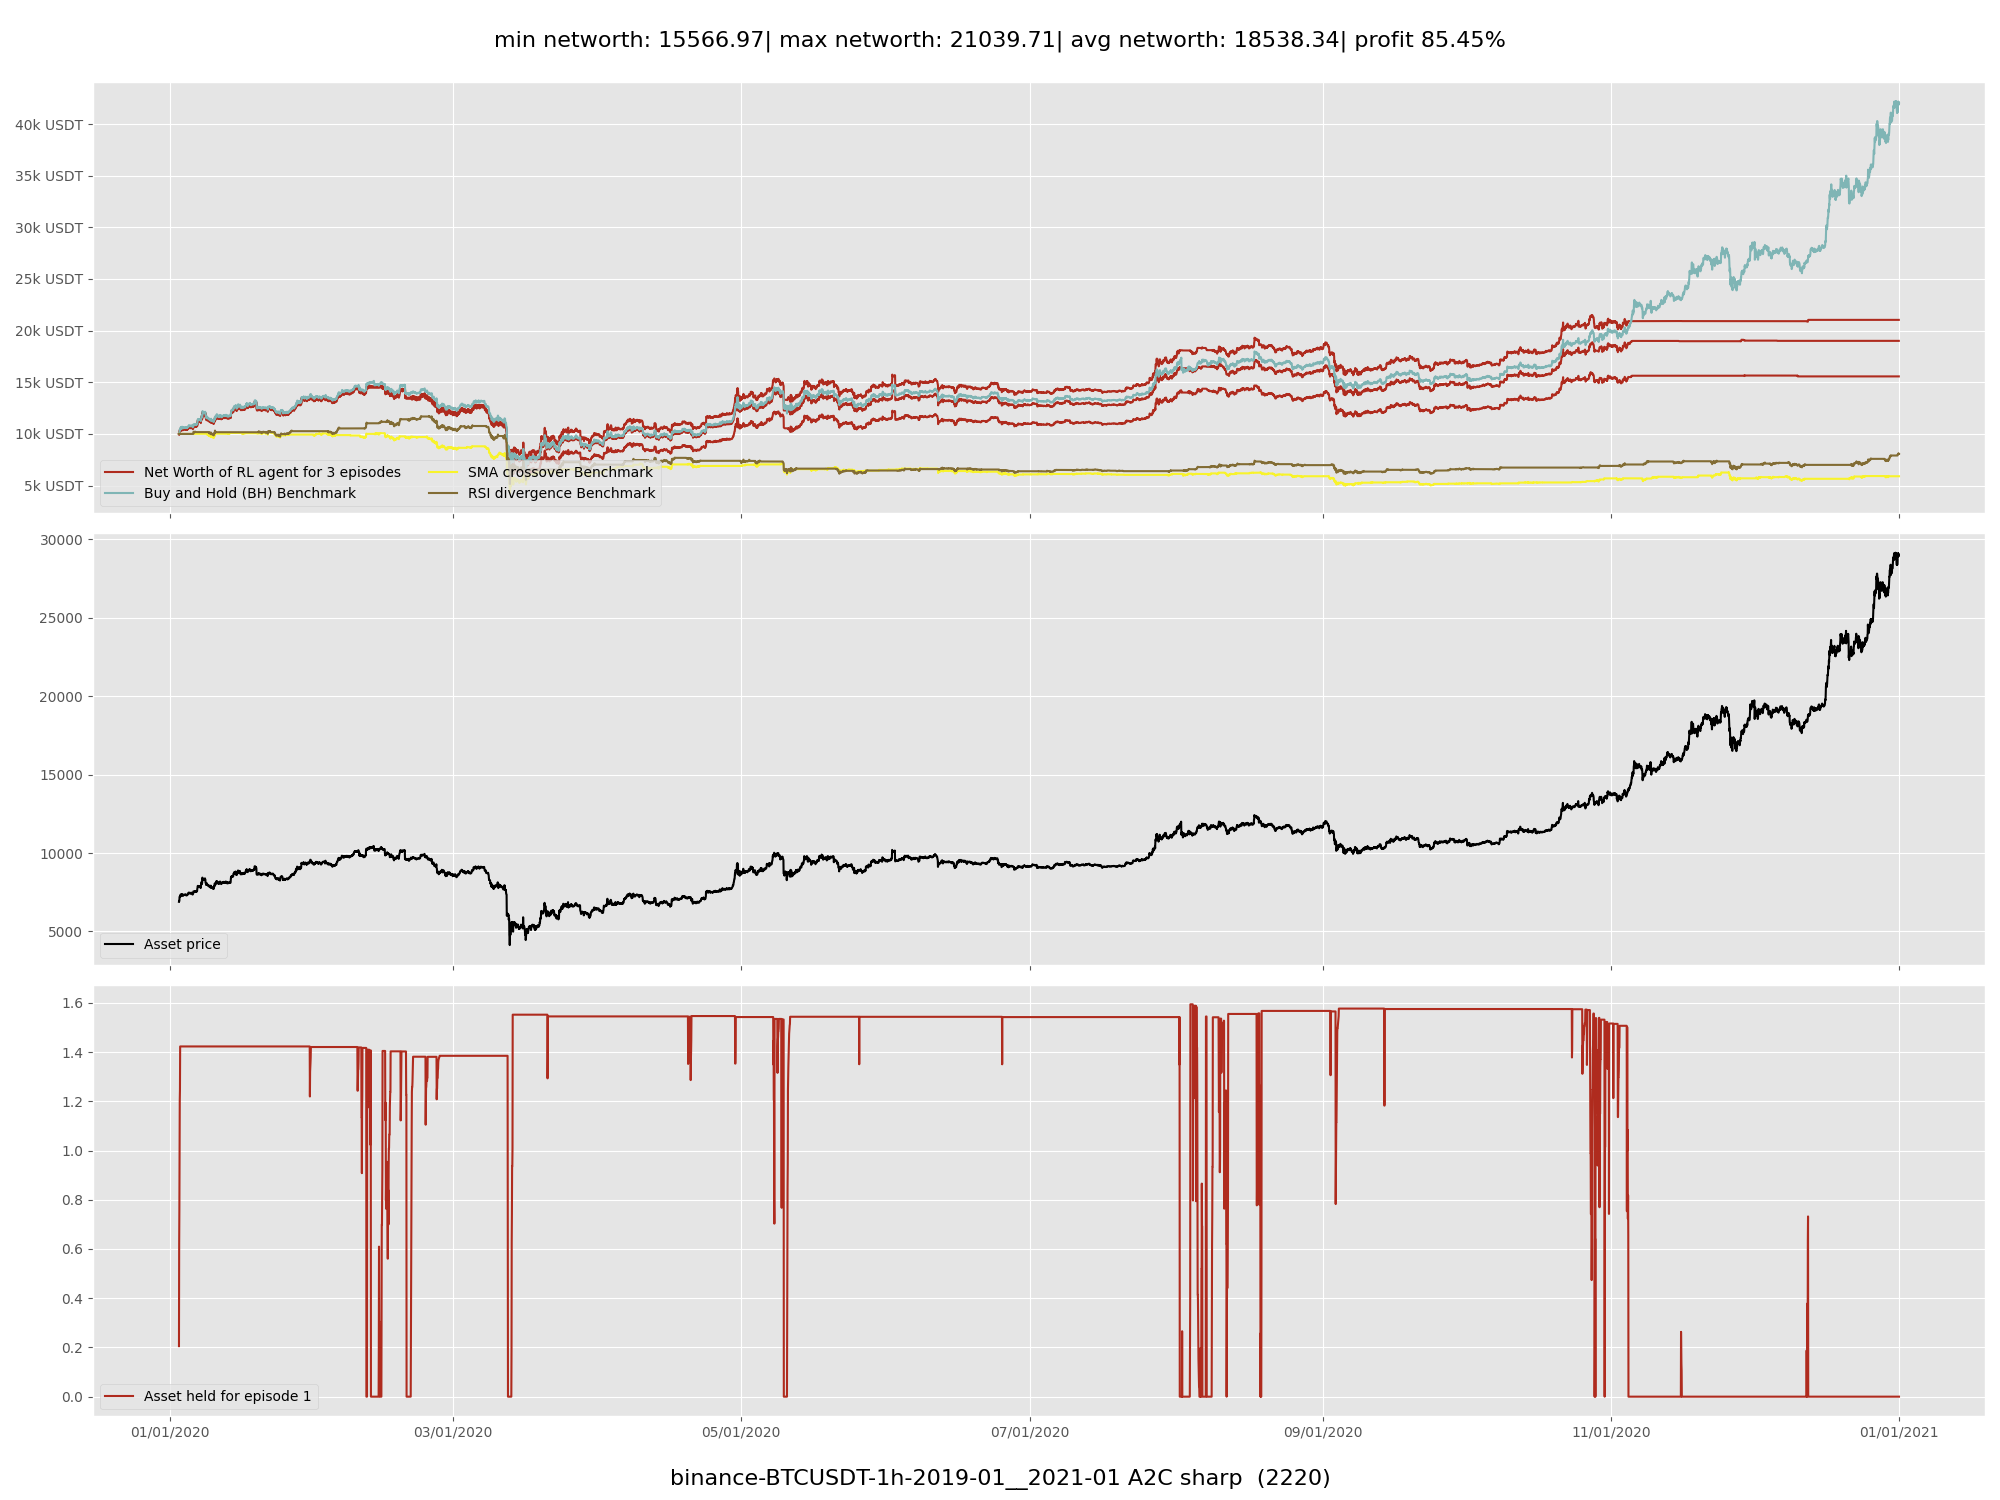 min networth: 15566.97| max networth: 21039.71| avg networth: 18538.34| profit 85.45%
40k USDT
35k USDT
30k USDT
25k USDT
20k USDT
15k USDT
10k USDT
5k USDT
Net Worth of RL agent for 3 episodes
Buy and Hold (BH) Benchmark
SMA crossover Benchmark
RSI divergence Benchmark
30000
25000
20000
15000
10000
5000
Asset price
1.6
1.4
1.2
1.0
0.8
0.6
0.4
0.2
0.0
Asset held for episode 1
01/01/2020 03/01/2020 05/01/2020 07/01/2020 09/01/2020 11/01/2020 01/01/2021
binance-BTCUSDT-1h-2019-01__2021-01 A2C sharp (2220)